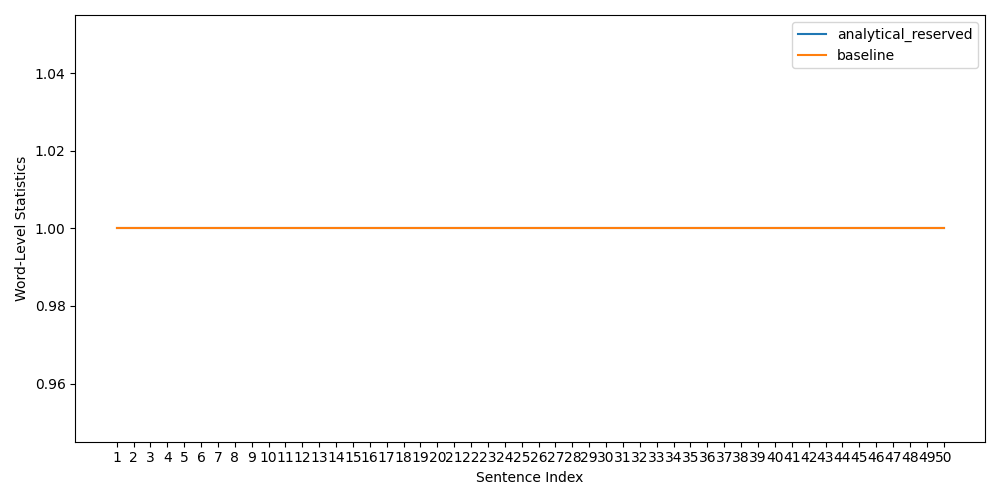 analytical_reserved
baseline
1.04
1.02
1.00
0.98
0.96
Word-Level Statistics
1 2 3 4 5 6 7 8 9 10 11 12 13 14 15 16 17 18 19 20 21 22 23 24 25 26 27 28 29 30 31 32 33 34 35 36 37 38 39 40 41 42 43 44 45 46 47 48 49 50
Sentence Index